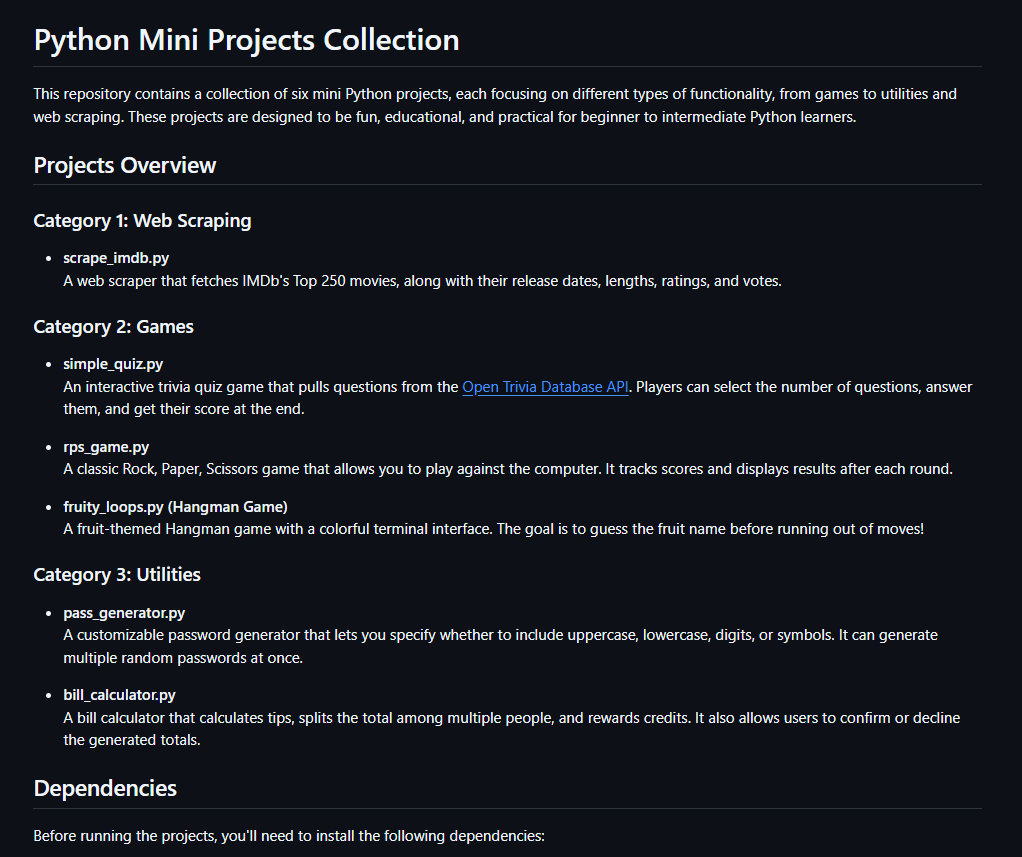 Python Mini Projects Collection
This repository contains a collection of six mini Python projects, each focusing on different types of functionality, from games to utilities and
web scraping. These projects are designed to be fun, educational, and practical for beginner to intermediate Python learners.
Projects Overview
Category 1: Web Scraping
scrape_imdb.py
A web scraper that fetches IMDb's Top 250 movies, along with their release dates, lengths, ratings, and votes.
Category 2: Games
simple_quiz.py
An interactive trivia quiz game that pulls questions from the Open Trivia Database API. Players can select the number of questions, answer
them, and get their score at the end.
rps_game.py
A classic Rock, Paper, Scissors game that allows you to play against the computer. It tracks scores and displays results after each round.
fruity_loops.py (Hangman Game)
A fruit-themed Hangman game with a colorful terminal interface. The goal is to guess the fruit name before running out of moves!
Category 3: Utilities
pass_generator.py
A customizable password generator that lets you specify whether to include uppercase, lowercase, digits, or symbols. It can generate
multiple random passwords at once.
bill_calculator.py
A bill calculator that calculates tips, splits the total among multiple people, and rewards credits. It also allows users to confirm or decline
the generated totals.
Dependencies
Before running the projects, you'll need to install the following dependencies: